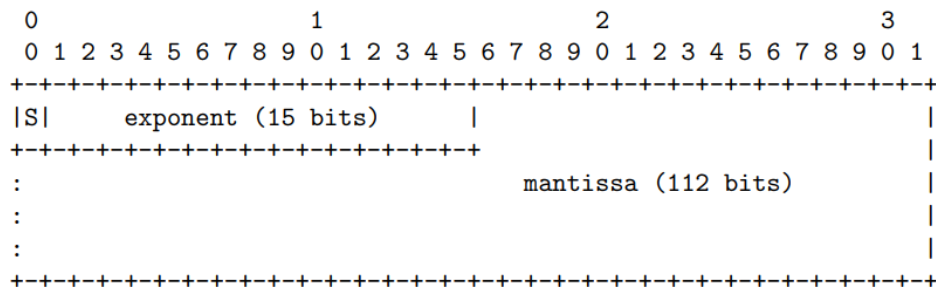 0                   1                   2                   3
0 1 2 3 4 5 6 7 8 9 0 1 2 3 4 5 6 7 8 9 0 1 2 3 4 5 6 7 8 9 0 1
+-+-+-+-+-+-+-+-+-+-+-+-+-+-+-+-+-+-+-+-+-+-+-+-+-+-+-+-+-+-+-+-+
|S|     exponent (15 bits)      |                               |
+-+-+-+-+-+-+-+-+-+-+-+-+-+-+-+-+                               |
:                                   mantissa (112 bits)         |
:                                                               |
:                                                               |
+-+-+-+-+-+-+-+-+-+-+-+-+-+-+-+-+-+-+-+-+-+-+-+-+-+-+-+-+-+-+-+-+